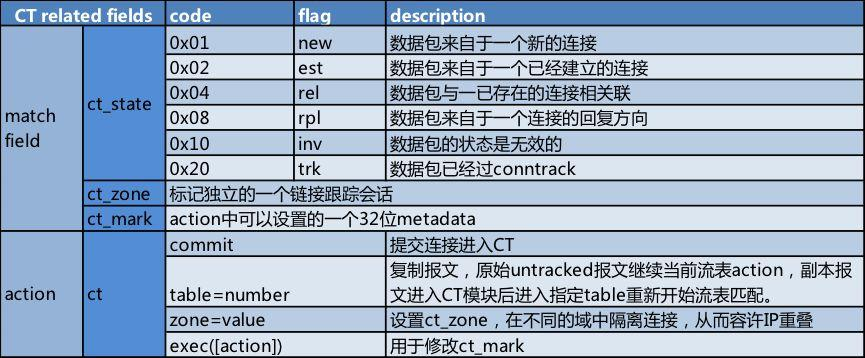 CT related fields code flag description
0x01 new 数据包来自于一个新的连接
0x02 est 数据包来自于一个已经建立的连接
0x04 rel 数据包与一已存在的连接相关联
match field ct_state 0x08 rpl 数据包来自于一个连接的回复方向
0x10 inv 数据包的状态是无效的
0x20 trk 数据包已经过conntrack
ct_zone 标记独立的一个链接跟踪会话
ct_mark action中可以设置的一个32位metadata
commit 提交连接进入CT
action ct table=number 复制报文，原始untracked报文继续当前流表action，副本
报文进入CT模块后进入指定table重新开始流表匹配。
zone=value 设置ct_zone，在不同的域中隔离连接，从而容许IP重叠
exec([action]) 用于修改ct_mark